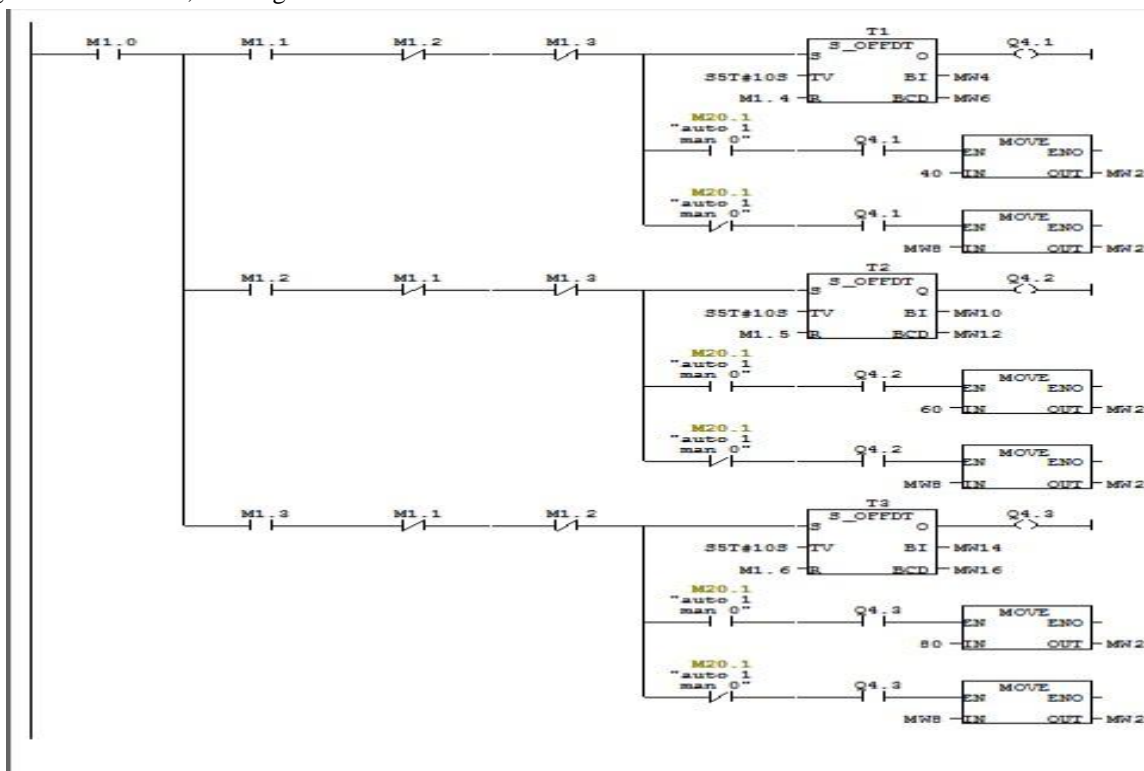 M1.0 M1.1 M1.2 M1.3 T1 Q4.1
S_OFFDT
S Q
S5T#10S TV BI MW4
M1.4 R BCD MW6
M20.1
"auto 1
man 0" Q4.1 MOVE
EN ENO
40 IN OUT MW2
M20.1
"auto 1
man 0" Q4.1 MOVE
EN ENO
MW8 IN OUT MW2
M1.2 M1.1 M1.3 T2 Q4.2
S_OFFDT
S Q
S5T#10S TV BI MW10
M1.5 R BCD MW12
M20.1
"auto 1
man 0" Q4.2 MOVE
EN ENO
60 IN OUT MW2
M20.1
"auto 1
man 0" Q4.2 MOVE
EN ENO
MW8 IN OUT MW2
M1.3 M1.1 M1.2 T3 Q4.3
S_OFFDT
S Q
S5T#10S TV BI MW14
M1.6 R BCD MW16
M20.1
"auto 1
man 0" Q4.3 MOVE
EN ENO
80 IN OUT MW2
M20.1
"auto 1
man 0" Q4.3 MOVE
EN ENO
MW8 IN OUT MW2